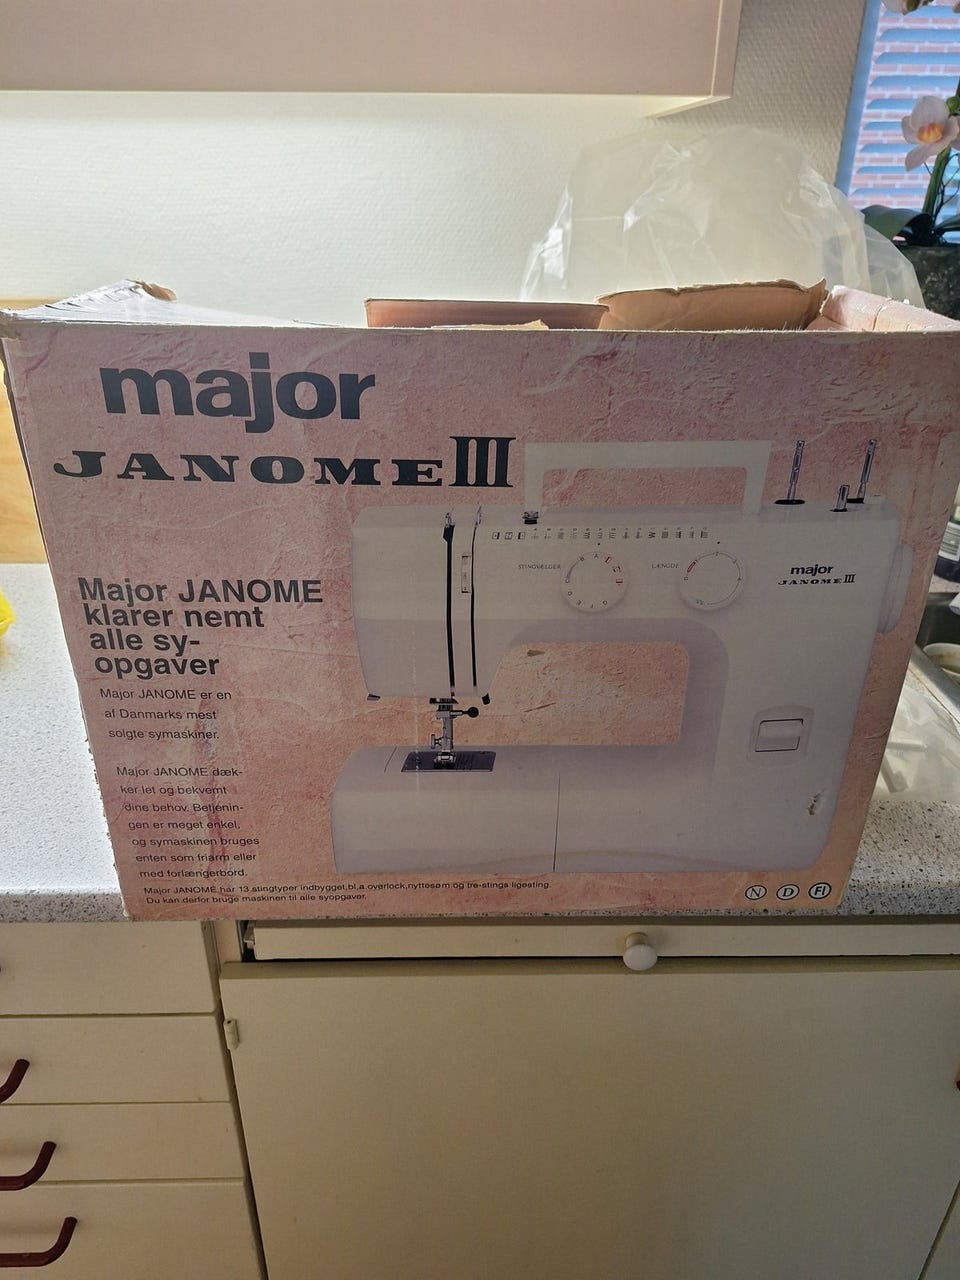 major
JANOME III
STINGVÆLGER
LÆNGDE
major
JANOME III
Major JANOME
klarer nemt
alle sy-
opgaver
Major JANOME er en
af Danmarks mest
solgte symaskiner.
Major JANOME dæk-
ker let og bekvemt
dine behov. Betjenin-
gen er meget enkel,
og symaskinen bruges
enten som friarm eller
med forlængerbord.
Major JANOME har 13 stingtyper indbygget,bl.a.overlock,nyttesøm og tre-stings ligesting.
Du kan derfor bruge maskinen til alle syopgaver.
N D FI